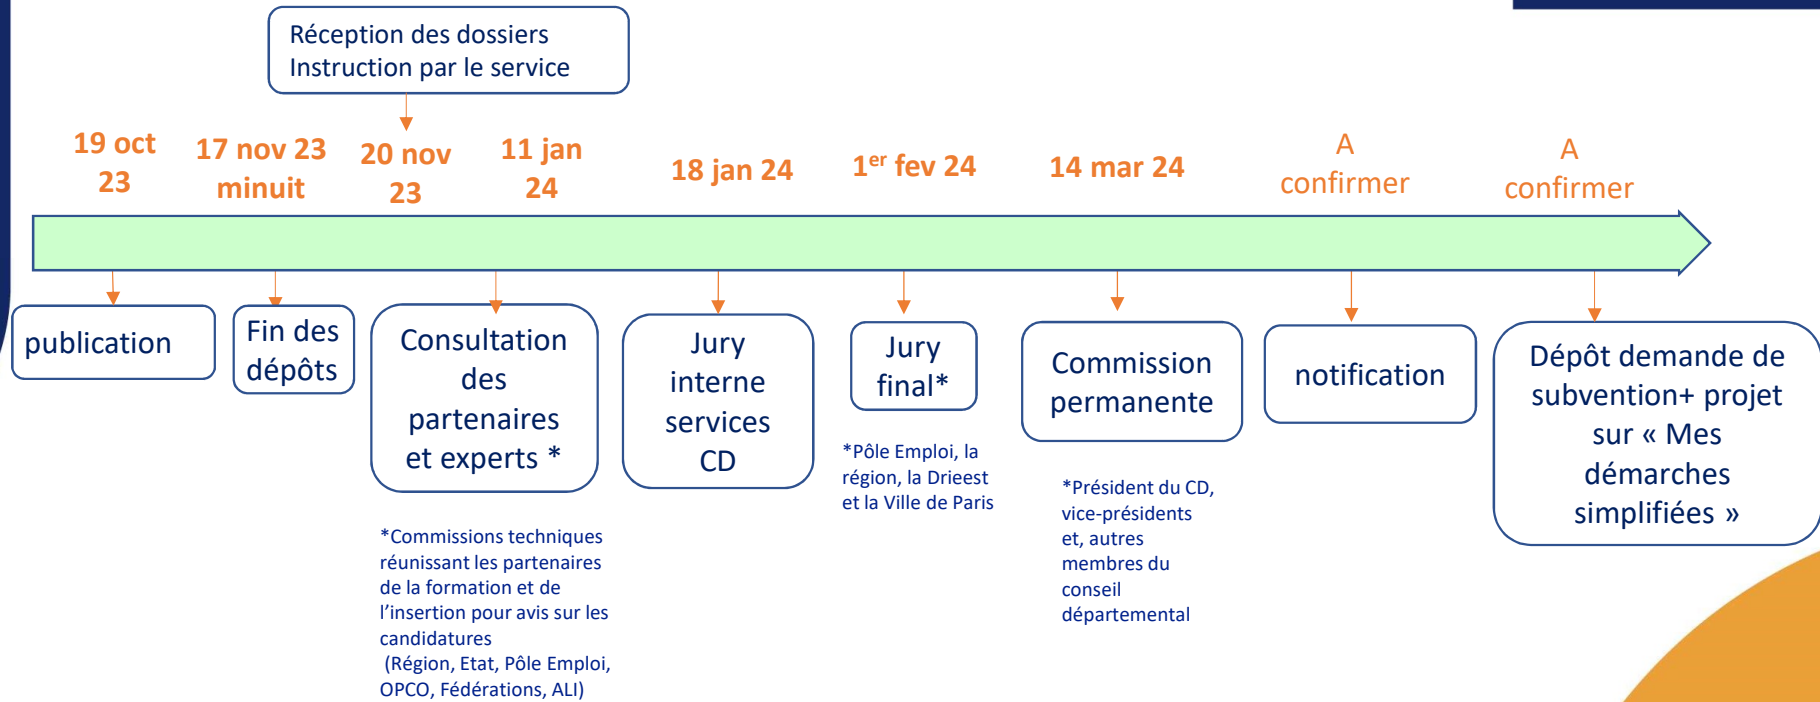 Réception des dossiers
Instruction par le service
19 oct
23
17 nov 23
minuit
20 nov
23
11 jan
24
18 jan 24
1er fev 24
14 mar 24
A
confirmer
A
confirmer
publication
Fin des
dépôts
Consultation
des
partenaires
et experts *
Jury
interne
services
CD
Jury
final*
Commission
permanente
notification
Dépôt demande de
subvention+ projet
sur « Mes
démarches
simplifiées »
*Commissions techniques
réunissant les partenaires
de la formation et de
l'insertion pour avis sur les
candidatures
(Région, Etat, Pôle Emploi,
OPCO, Fédérations, ALI)
*Pôle Emploi, la
région, la Drieest
et la Ville de Paris
*Président du CD,
vice-présidents
et, autres
membres du
conseil
départemental